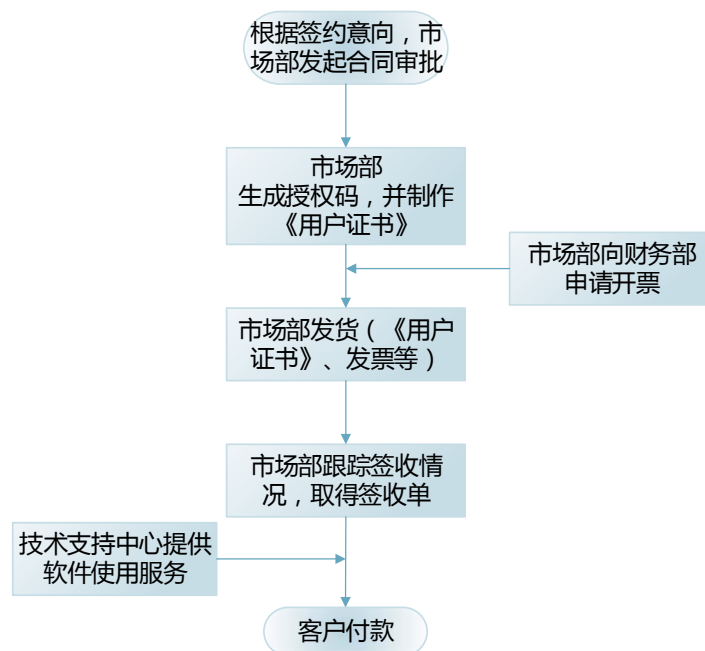 根据签约意向，市
场部发起合同审批
市场部
生成授权码，并制作
《用户证书》
市场部向财务部
申请开票
市场部发货（《用户
证书》、发票等）
市场部跟踪签收情
况，取得签收单
技术支持中心提供
软件使用服务
客户付款